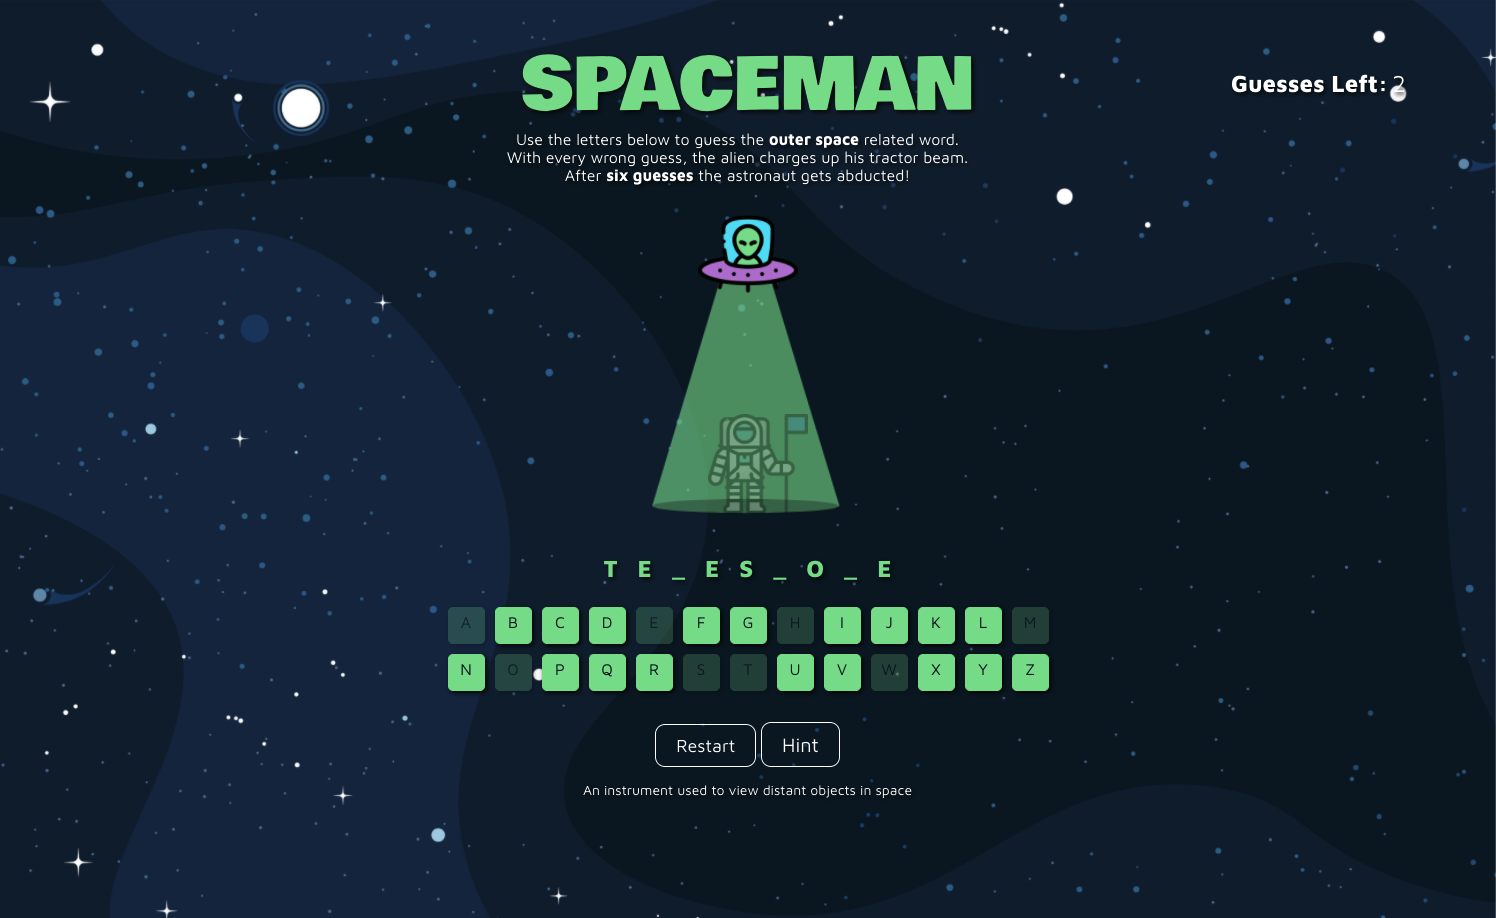 SPACEMAN
Guesses Left: 2
Use the letters below to guess the outer space related word.
With every wrong guess, the alien charges up his tractor beam.
After six guesses the astronaut gets abducted!
T E _ E S _ O _ E
A B C D E F G H I J K L M
N O P Q R S T U V W X Y Z
Restart Hint
An instrument used to view distant objects in space